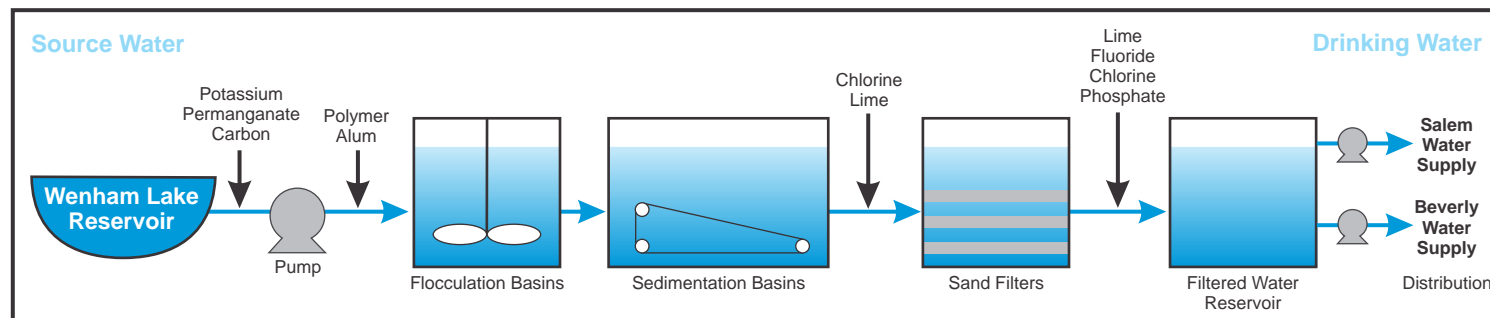 Source Water
Drinking Water
Potassium
Permanganate
Carbon
Polymer
Alum
Chlorine
Lime
Lime
Fluoride
Chlorine
Phosphate
Wenham Lake
Reservoir
Pump
Flocculation Basins
Sedimentation Basins
Sand Filters
Filtered Water
Reservoir
Salem
Water
Supply
Beverly
Water
Supply
Distribution